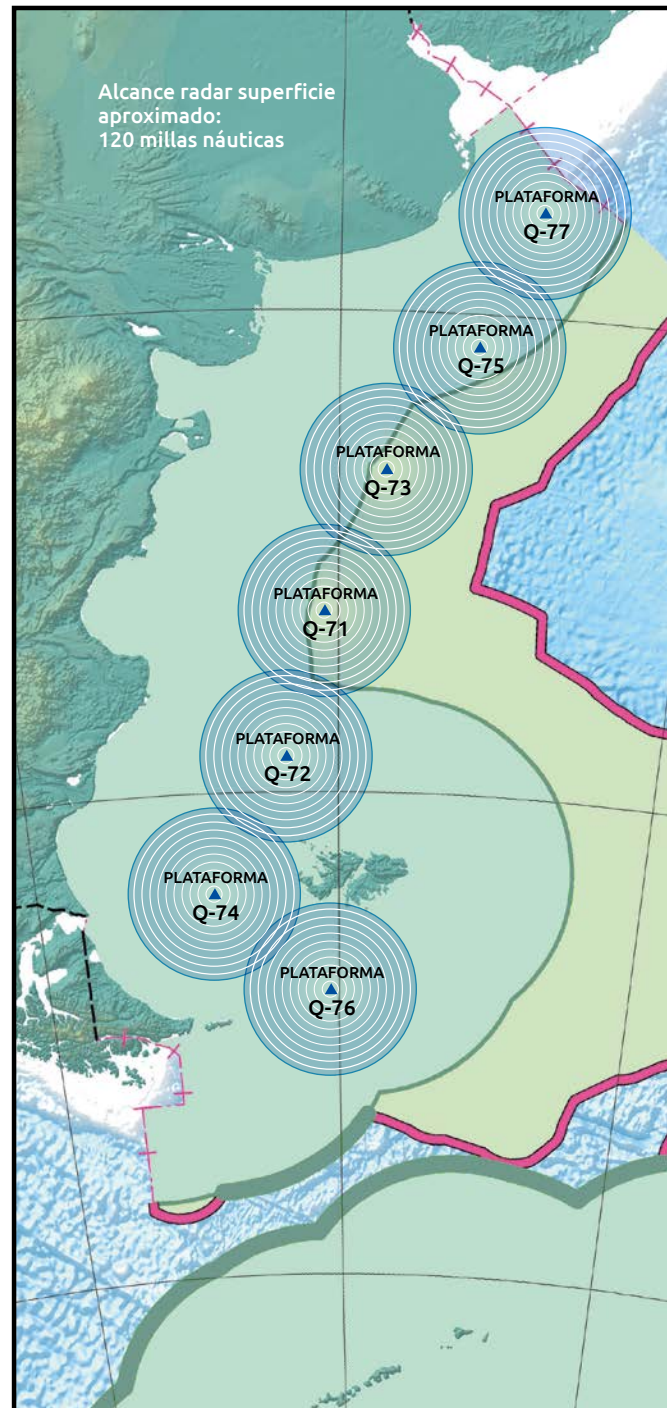 Alcance radar superficie
aproximado:
120 millas náuticas
PLATAFORMA
Q-77
PLATAFORMA
Q-75
PLATAFORMA
Q-73
PLATAFORMA
Q-71
PLATAFORMA
Q-72
PLATAFORMA
Q-74
PLATAFORMA
Q-76